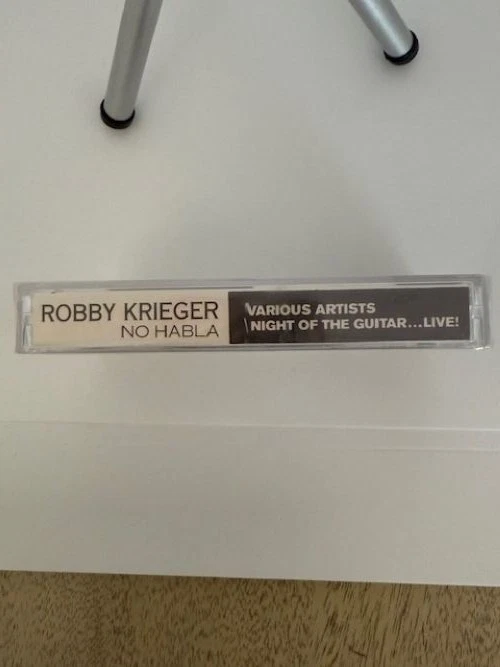 ROBBY KRIEGER
NO HABLA
VARIOUS ARTISTS
NIGHT OF THE GUITAR...LIVE!